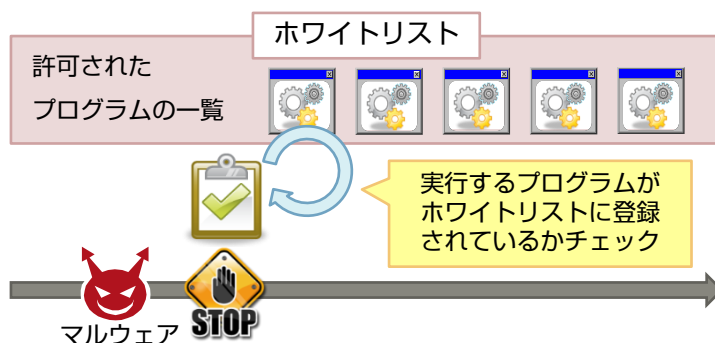 ホワイトリスト
許可された
プログラムの一覧
実行するプログラムが
ホワイトリストに登録
されているかチェック
マルウェア
STOP